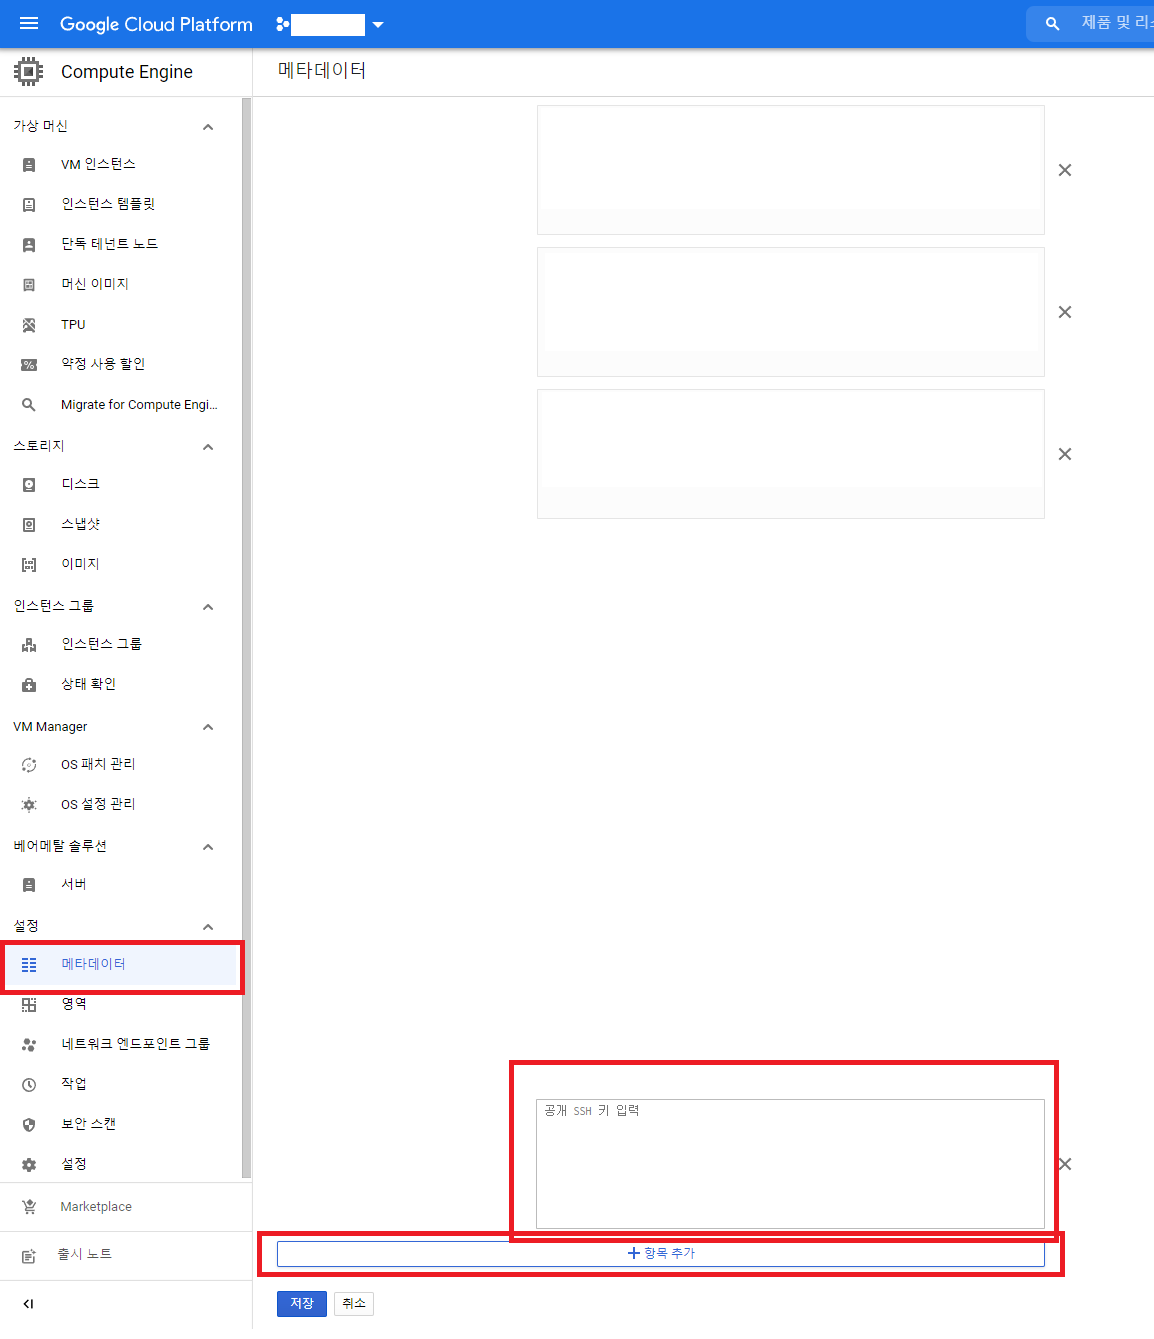 Google Cloud Platform
제품 및 리소
Compute Engine
메타데이터
가상 머신
VM 인스턴스
인스턴스 템플릿
단독 테넌트 노드
머신 이미지
TPU
약정 사용 할인
Migrate for Compute Engi...
스토리지
디스크
스냅샷
이미지
인스턴스 그룹
인스턴스 그룹
상태 확인
VM Manager
OS 패치 관리
OS 설정 관리
베어메탈 솔루션
서버
설정
메타데이터
영역
네트워크 엔드포인트 그룹
작업
보안 스캔
설정
공개 SSH 키 입력
Marketplace
항목 추가
출시 노트
저장 취소